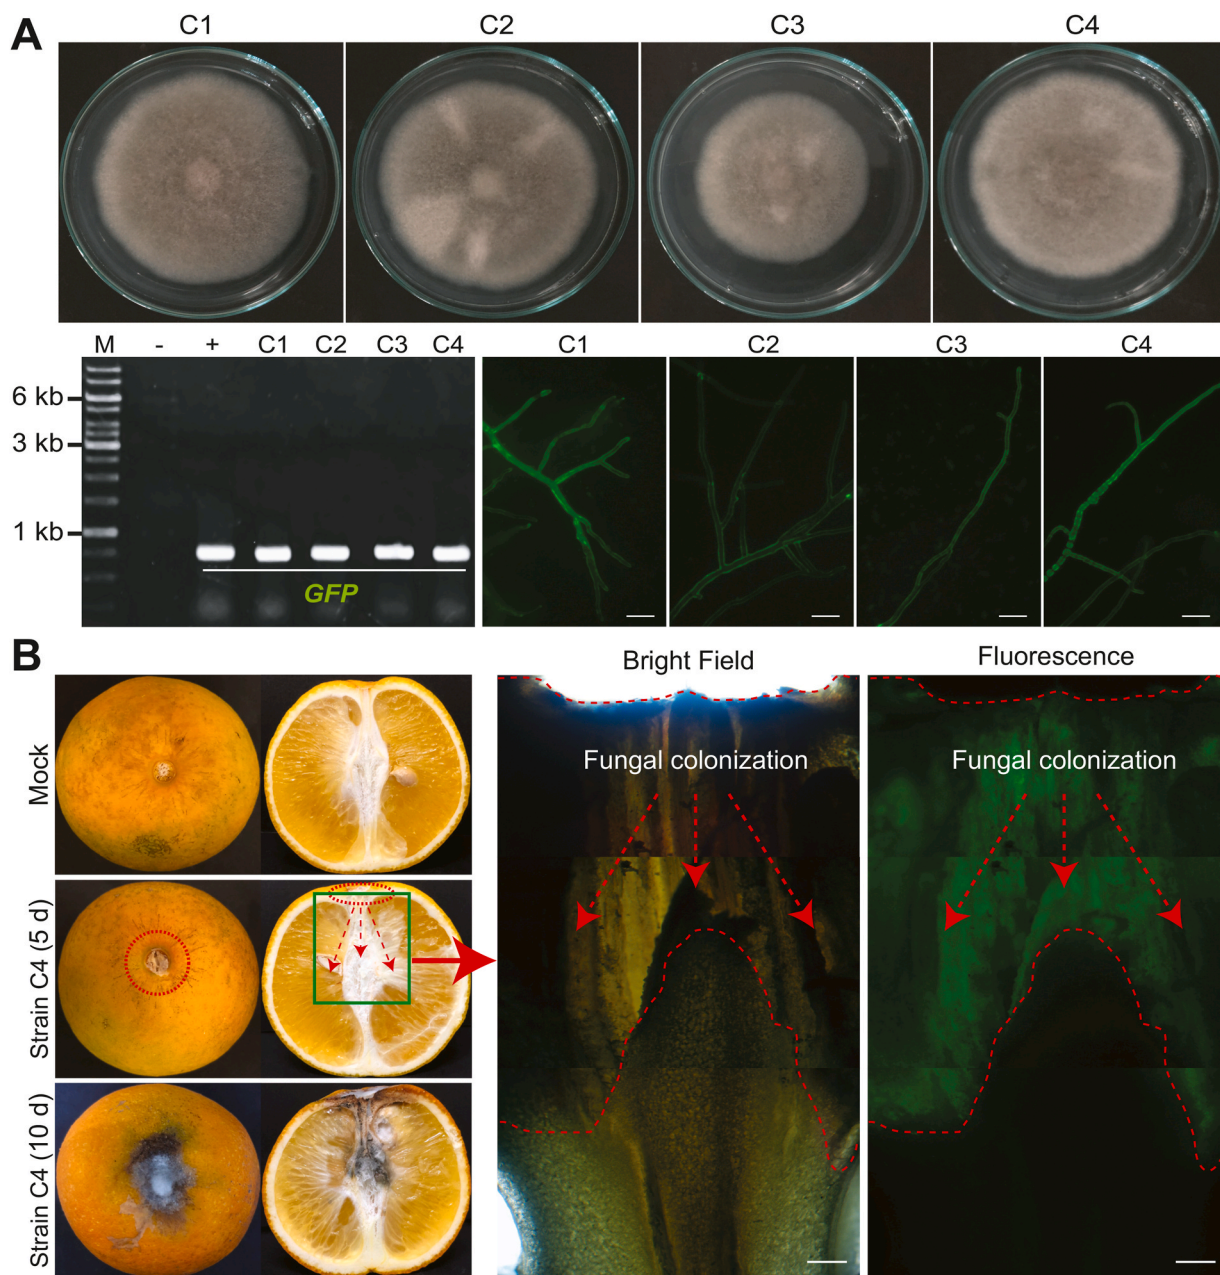 A
C1 C2 C3 C4
M - + C1 C2 C3 C4
6 kb
3 kb
1 kb
GFP
C1 C2 C3 C4
B
Bright Field Fluorescence
Mock
Strain C4 (5 d)
Strain C4 (10 d)
Fungal colonization Fungal colonization